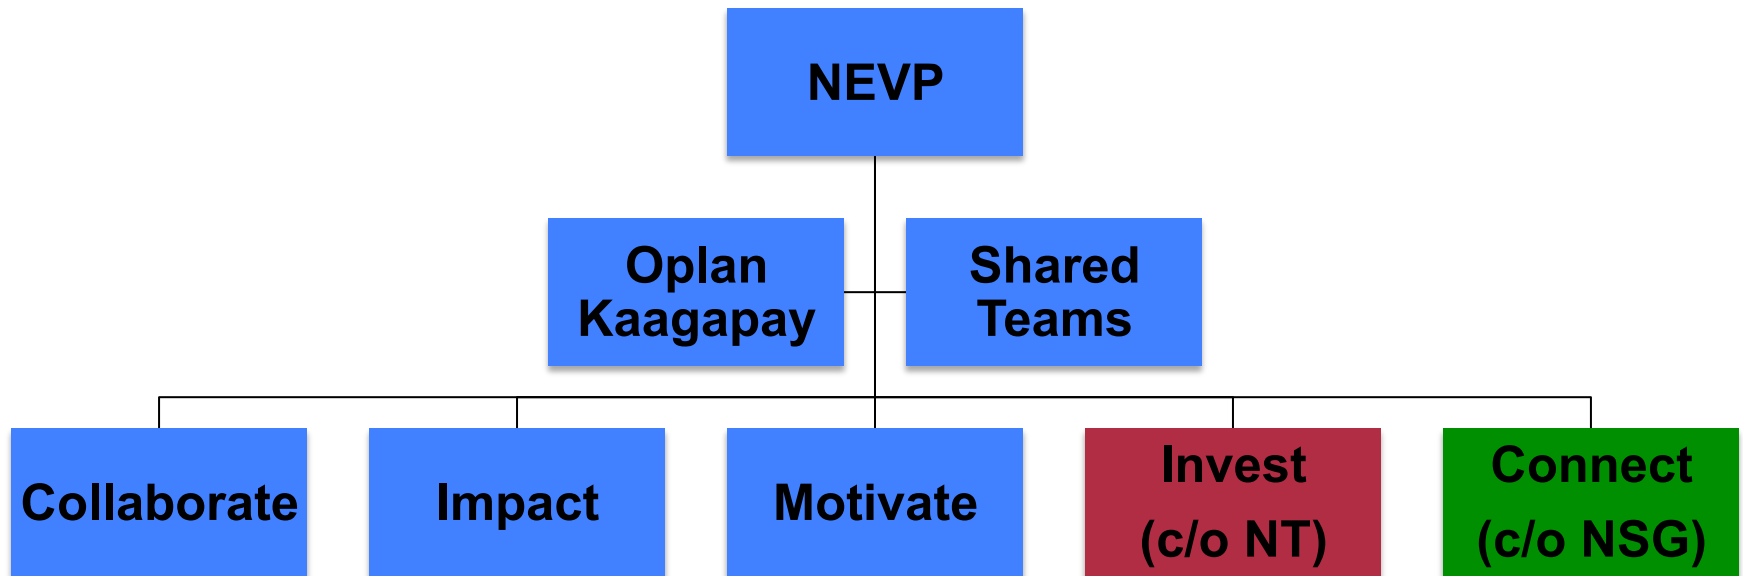 NEVP
Oplan
Kaagapay
Shared
Teams
Collaborate
Impact
Motivate
Invest
(c/o NT)
Connect
(c/o NSG)